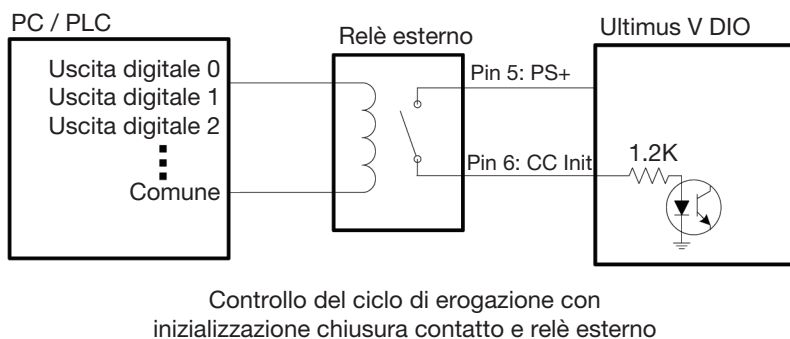 PC / PLC
Uscita digitale 0
Uscita digitale 1
Uscita digitale 2
Comune
Relè esterno
Pin 5: PS+
Pin 6: CC Init
Ultimus V DIO
1.2K
Controllo del ciclo di erogazione con
inizializzazione chiusura contatto e relè esterno